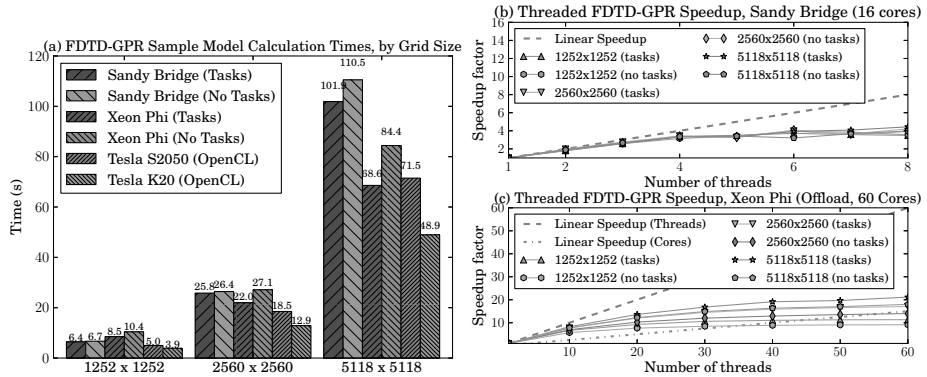 (a) FDTD-GPR Sample Model Calculation Times, by Grid Size
Time (s)
120
100
80
60
40
20
0
Sandy Bridge (Tasks)
Sandy Bridge (No Tasks)
Xeon Phi (Tasks)
Xeon Phi (No Tasks)
Tesla S2050 (OpenCL)
Tesla K20 (OpenCL)
6.4 6.7 8.5 10.4 5.0 3.9
25.8 26.4 22.0 27.1 18.5 12.9
101.9 110.5 68.6 84.4 71.5 48.9
1252 x 1252 2560 x 2560 5118 x 5118
(b) Threaded FDTD-GPR Speedup, Sandy Bridge (16 cores)
Speedup factor
16
14
12
10
8
6
4
2
Linear Speedup
1252x1252 (tasks)
1252x1252 (no tasks)
2560x2560 (tasks)
2560x2560 (no tasks)
5118x5118 (tasks)
5118x5118 (no tasks)
1 2 3 4 5 6 7 8
Number of threads
(c) Threaded FDTD-GPR Speedup, Xeon Phi (Offload, 60 Cores)
Speedup factor
60
50
40
30
20
10
Linear Speedup (Threads)
Linear Speedup (Cores)
1252x1252 (tasks)
1252x1252 (no tasks)
2560x2560 (tasks)
2560x2560 (no tasks)
5118x5118 (tasks)
5118x5118 (no tasks)
10 20 30 40 50 60
Number of threads